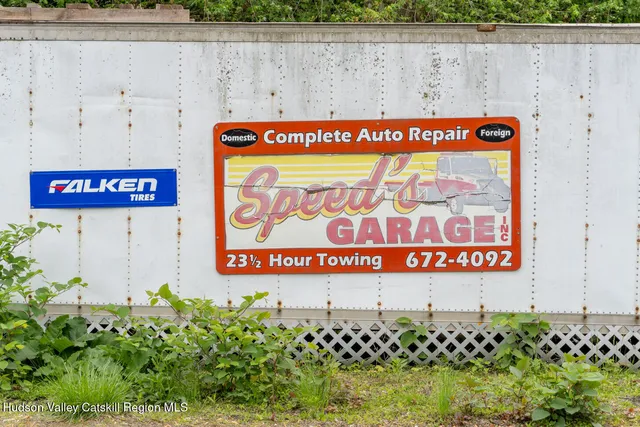 Domestic Complete Auto Repair Foreign
FALKEN
TIRES
Speed's
GARAGE INC
23½ Hour Towing 672-4092
Hudson Valley Catskill Region MLS